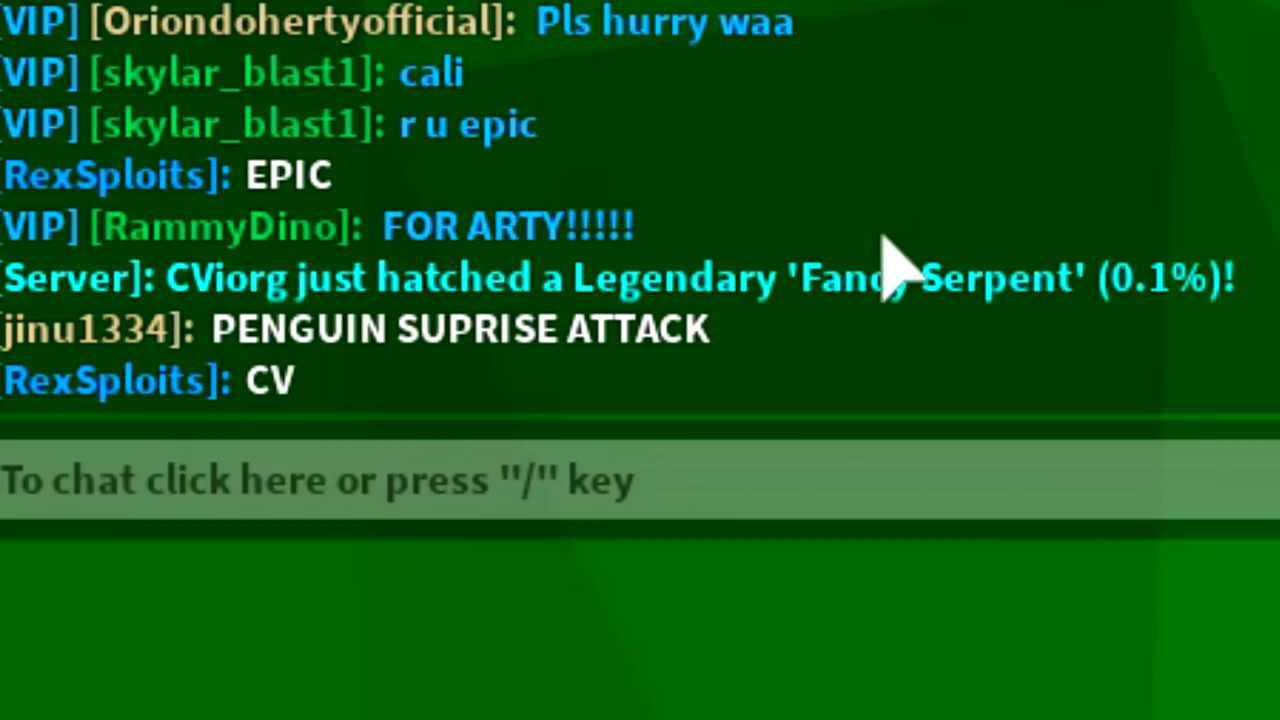 [VIP] [Oriondohertyofficial]: Pls hurry waa
[VIP] [skylar_blast1]: cali
[VIP] [skylar_blast1]: r u epic
[RexSploits]: EPIC
[VIP] [RammyDino]: FOR ARTY!!!!!
[Server]: CViorg just hatched a Legendary 'Fancy Serpent' (0.1%)!
[jinu1334]: PENGUIN SUPRISE ATTACK
[RexSploits]: CV
To chat click here or press "/" key